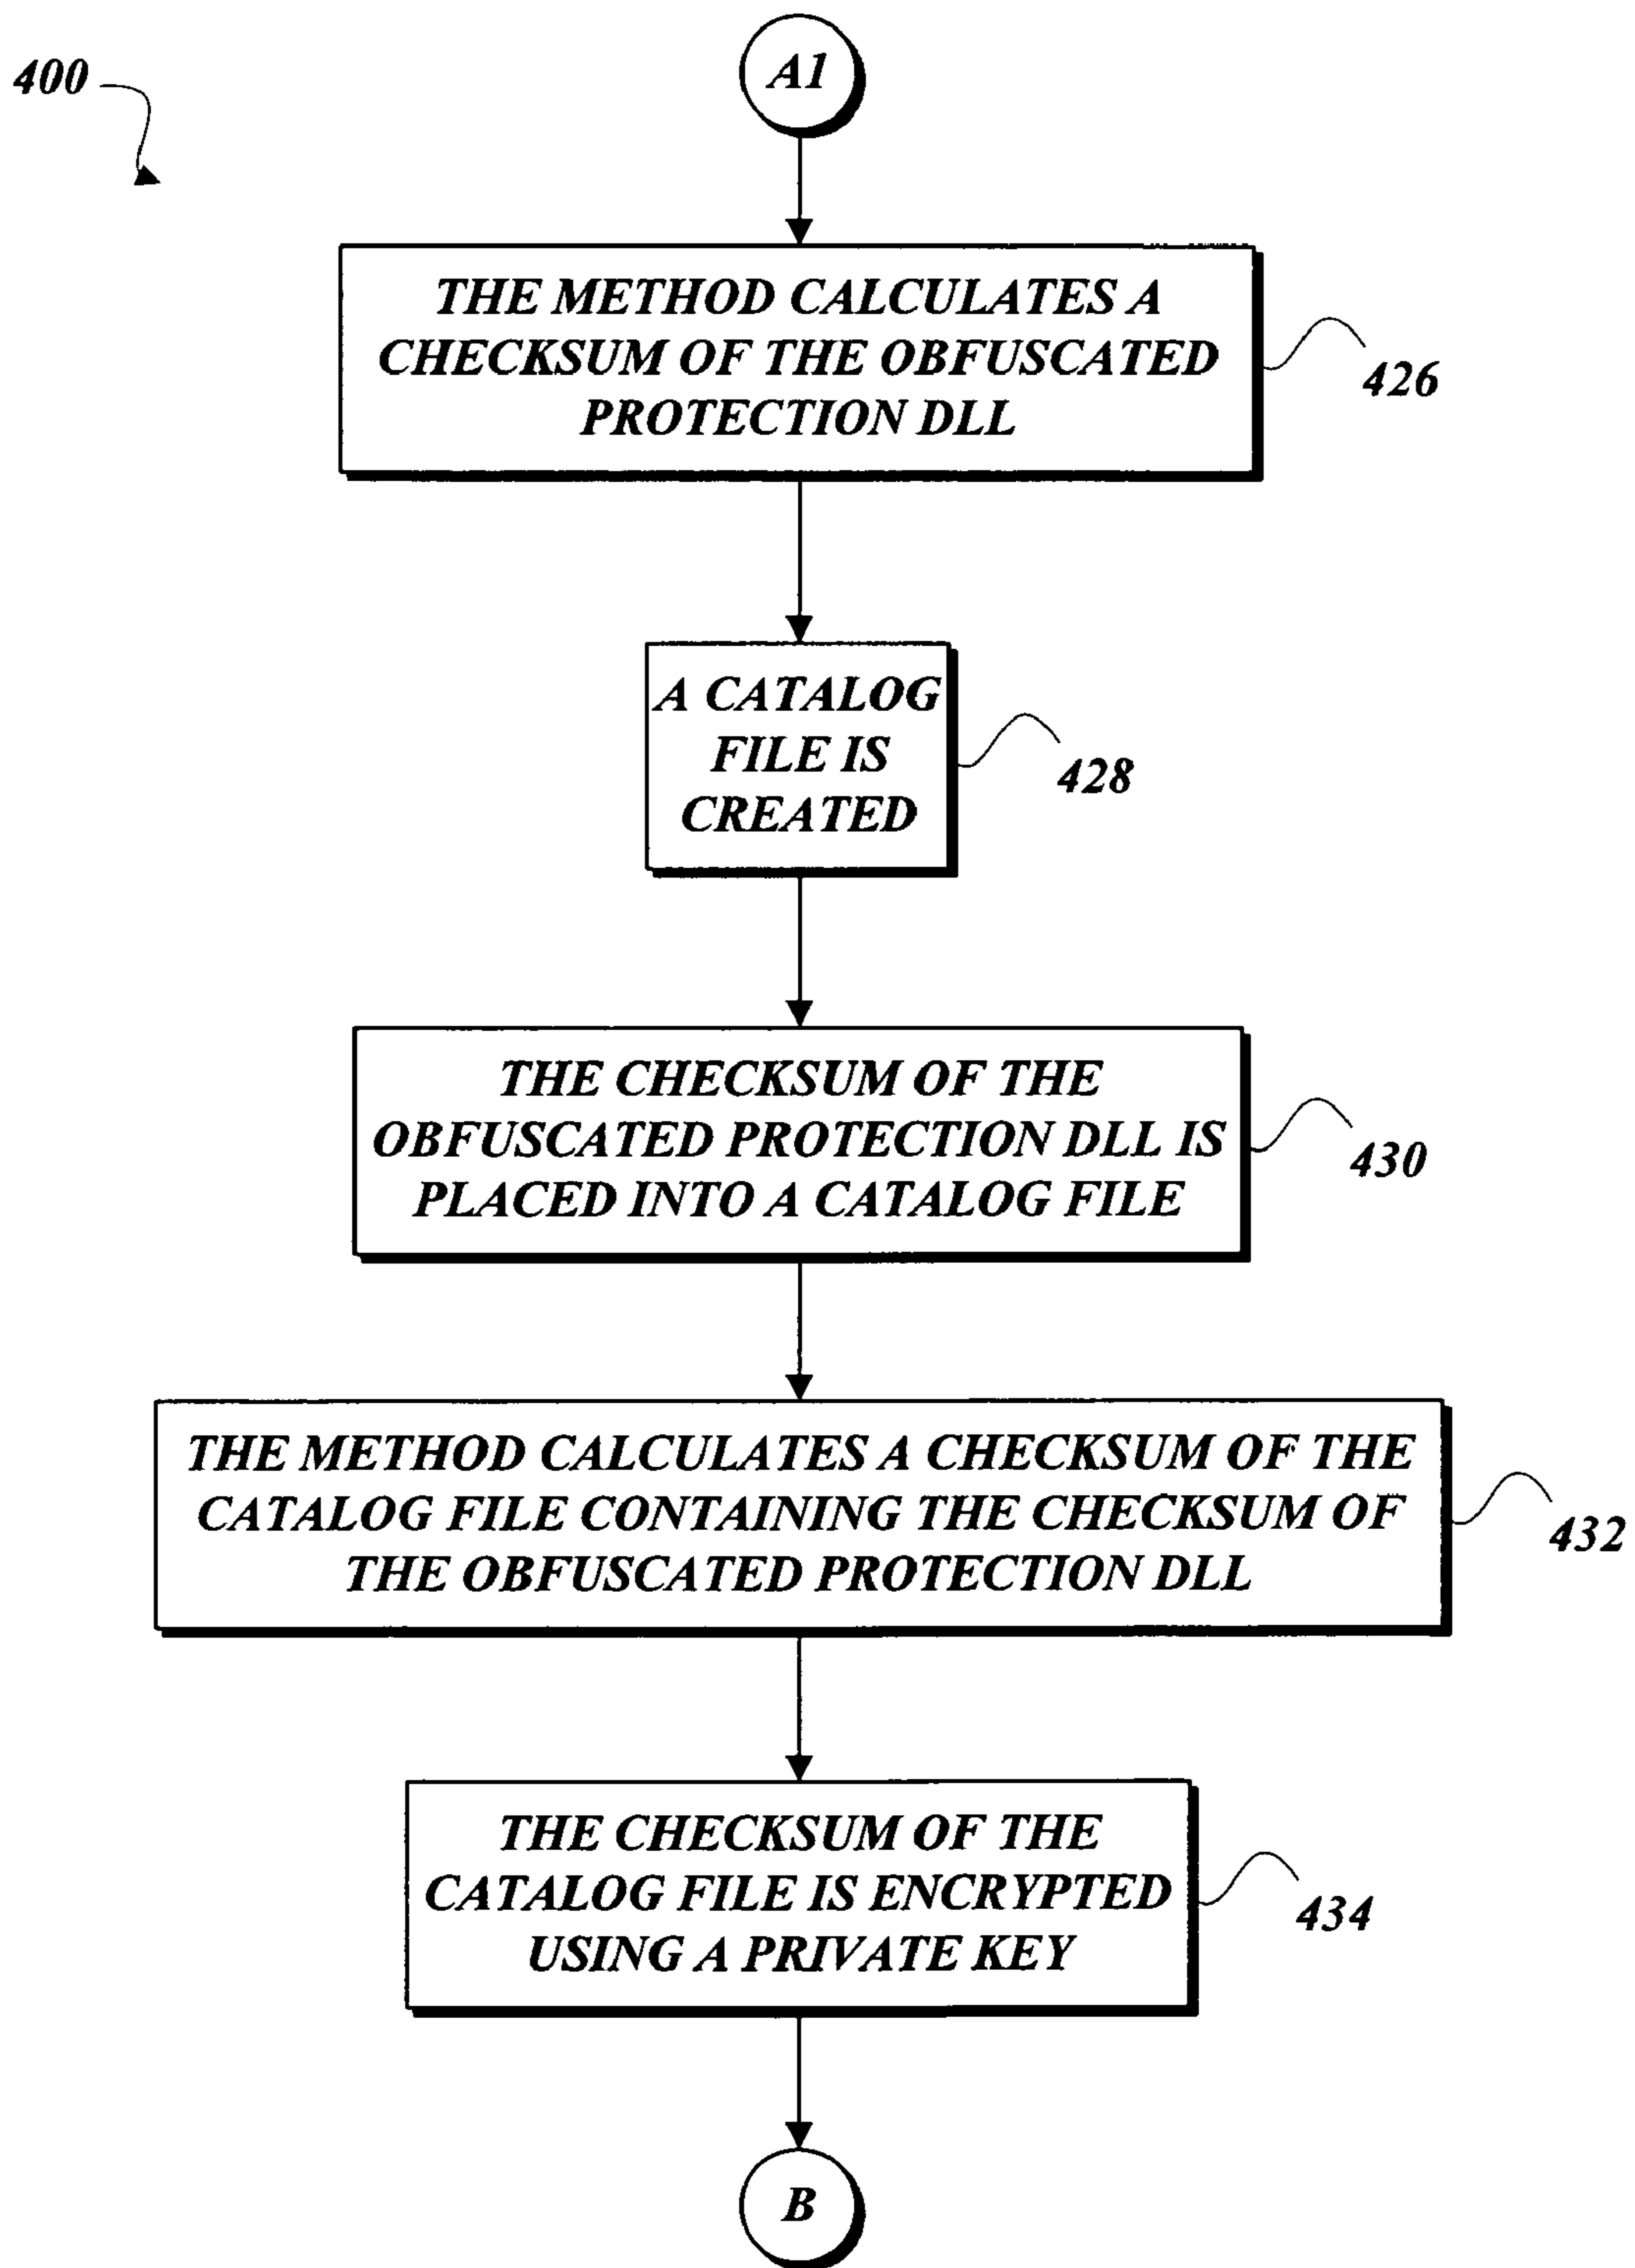 400
A1
THE METHOD CALCULATES A
CHECKSUM OF THE OBFUSCATED
PROTECTION DLL
426
A CATALOG
FILE IS
CREATED
428
THE CHECKSUM OF THE
OBFUSCATED PROTECTION DLL IS
PLACED INTO A CATALOG FILE
430
THE METHOD CALCULATES A CHECKSUM OF THE
CATALOG FILE CONTAINING THE CHECKSUM OF
THE OBFUSCATED PROTECTION DLL
432
THE CHECKSUM OF THE
CATALOG FILE IS ENCRYPTED
USING A PRIVATE KEY
434
B